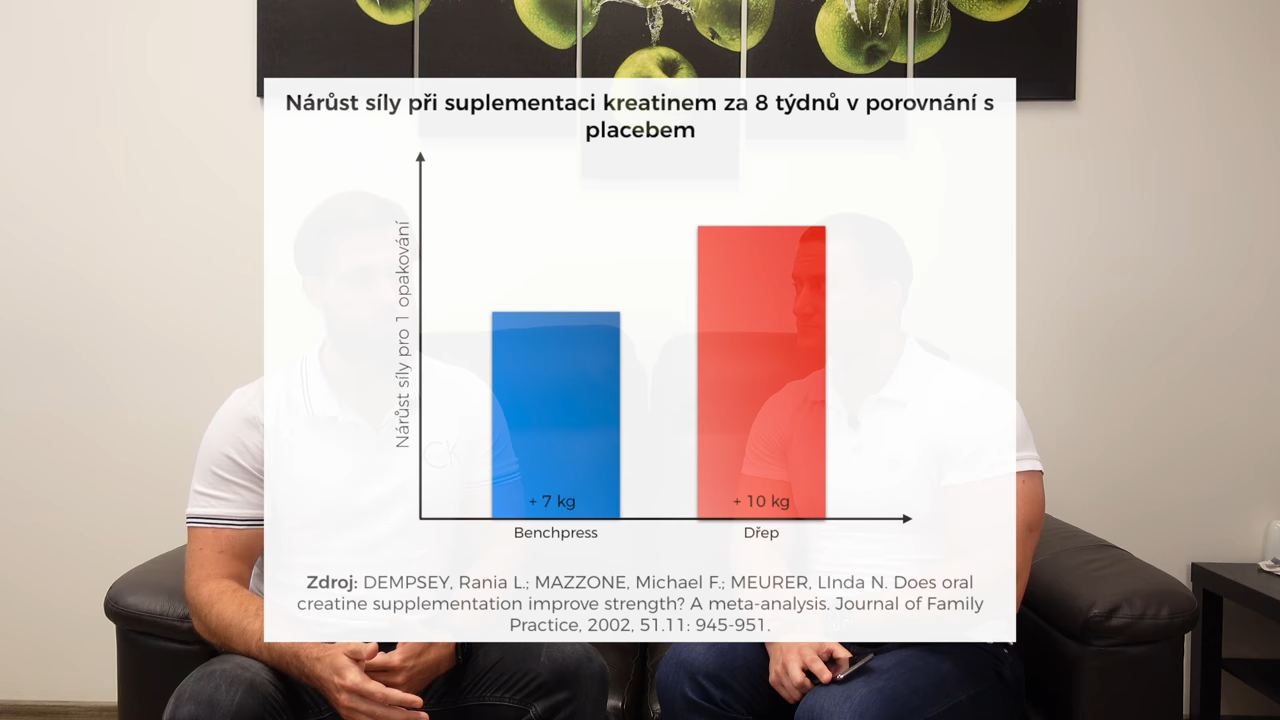 Nárůst síly při suplementaci kreatinem za 8 týdnů v porovnání s
placebem
Nárůst síly pro 1 opakování
+ 7 kg
+ 10 kg
Benchpress
Dřep
CK
Zdroj: DEMPSEY, Rania L.; MAZZONE, Michael F.; MEURER, LInda N. Does oral
creatine supplementation improve strength? A meta-analysis. Journal of Family
Practice, 2002, 51.11: 945-951.